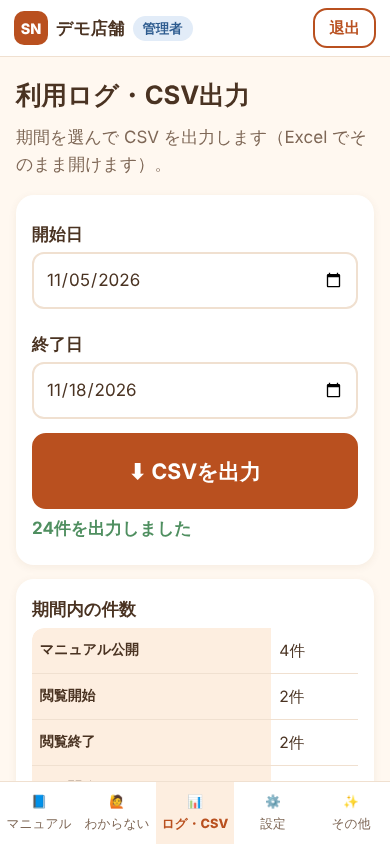 SN デモ店舗 管理者 退出
利用ログ・CSV出力
期間を選んで CSV を出力します（Excel でそ
のまま開けます）。
開始日
11/05/2026
終了日
11/18/2026
⬇ CSVを出力
24件を出力しました
期間内の件数
マニュアル公開 4件
閲覧開始 2件
閲覧終了 2件
マニュアル わからない ログ・CSV 設定 その他